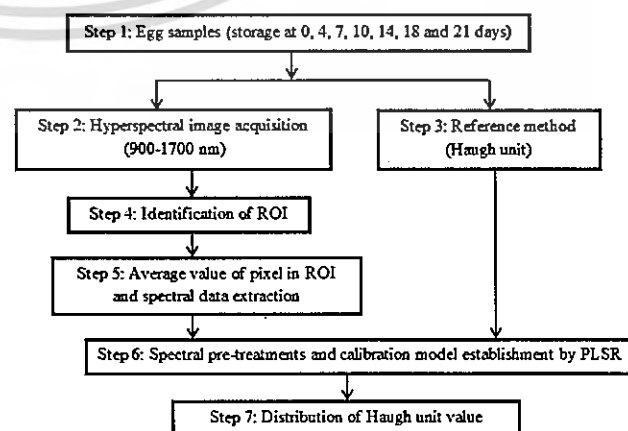 Step 1: Egg samples (storage at 0, 4, 7, 10, 14, 18 and 21 days)
Step 2: Hyperspectral image acquisition
(900-1700 nm)
Step 3: Reference method
(Haugh unit)
Step 4: Identification of ROI
Step 5: Average value of pixel in ROI
and spectral data extraction
Step 6: Spectral pre-treatments and calibration model establishment by PLSR
Step 7: Distribution of Haugh unit value